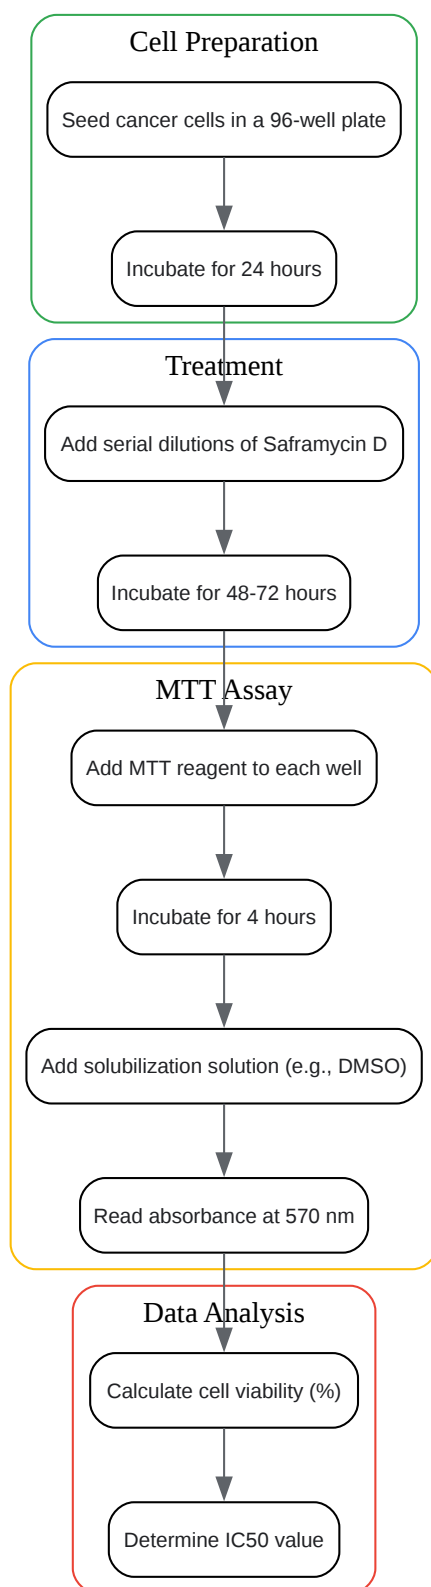 Cell Preparation
Seed cancer cells in a 96-well plate
Incubate for 24 hours
Treatment
Add serial dilutions of Saframycin D
Incubate for 48-72 hours
MTT Assay
Add MTT reagent to each well
Incubate for 4 hours
Add solubilization solution (e.g., DMSO)
Read absorbance at 570 nm
Data Analysis
Calculate cell viability (%)
Determine IC50 value